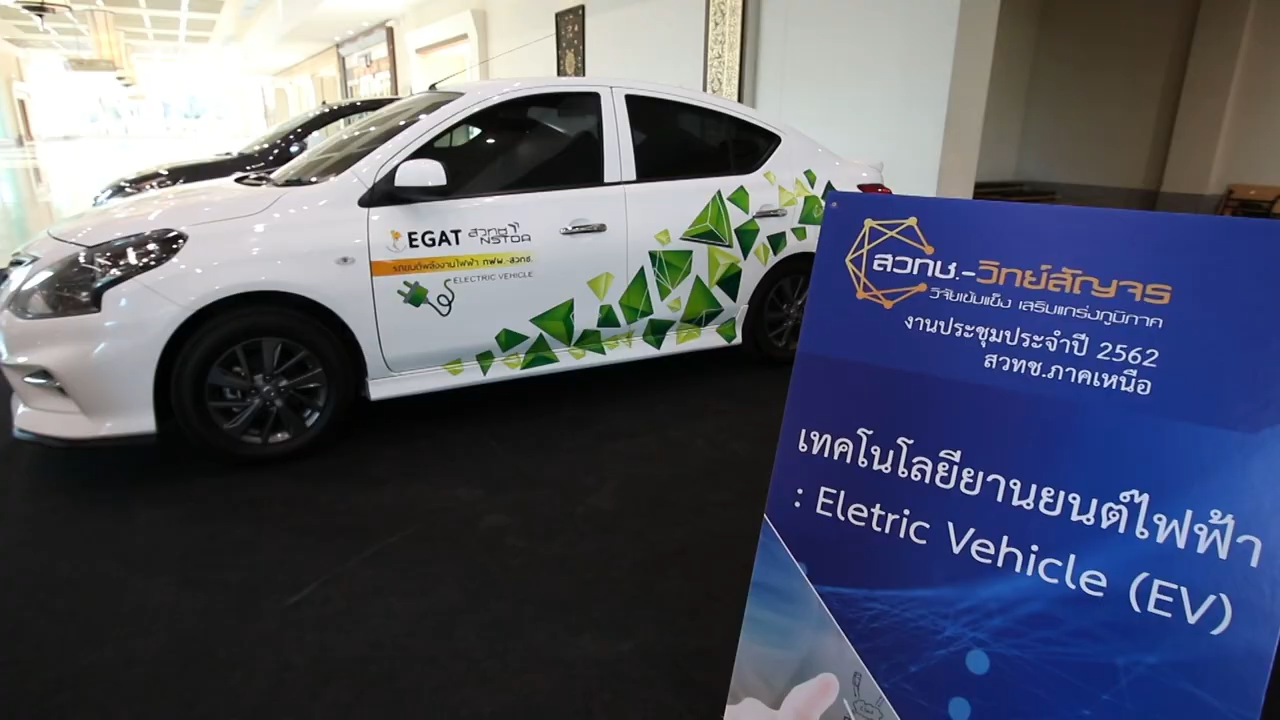 EGAT สวทช NSTDA
รถยนต์พลังงานไฟฟ้า กฟผ.-สวทช.
ELECTRIC VEHICLE
สวทช.-วิทย์สัญจร
วิจัยเข้มแข็ง เสริมแกร่งภูมิภาค
งานประชุมประจำปี 2562
สวทช.ภาคเหนือ
เทคโนโลยียานยนต์ไฟฟ้า
: Eletric Vehicle (EV)